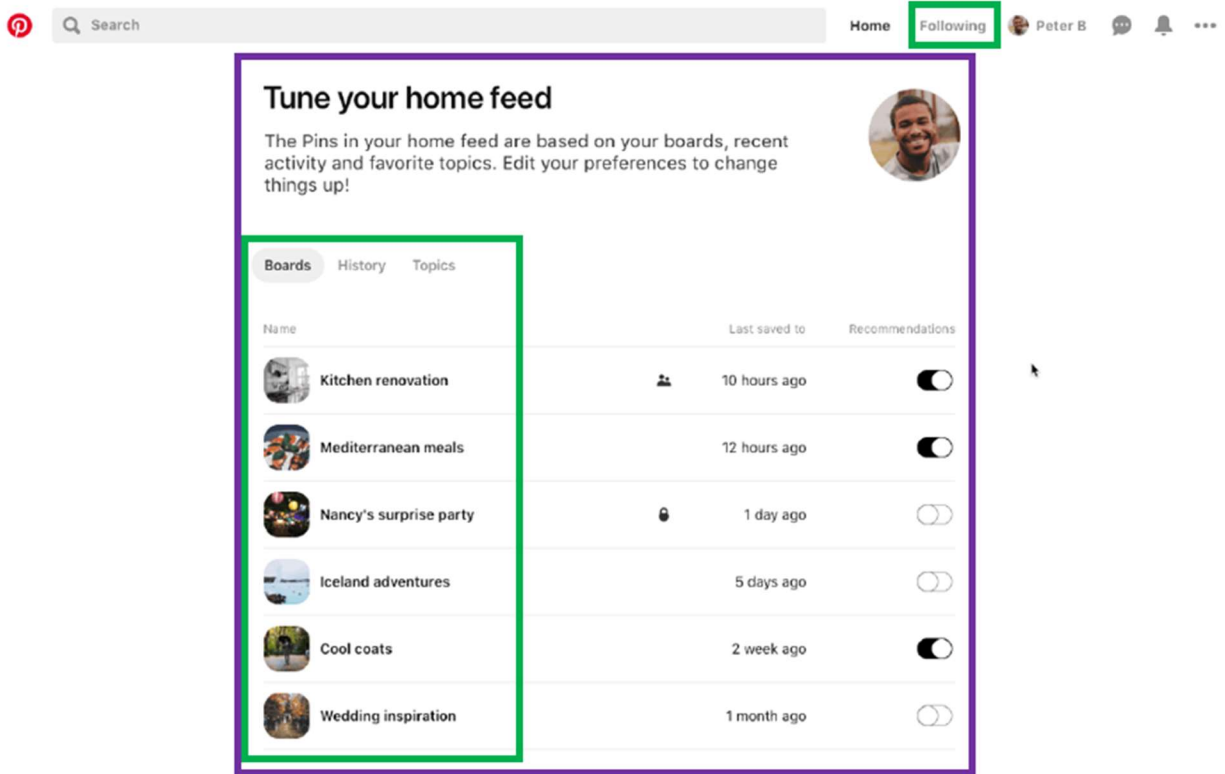 Search
Home
Following
Peter B
Tune your home feed
The Pins in your home feed are based on your boards, recent
activity and favorite topics. Edit your preferences to change
things up!
Boards History Topics
Name Last saved to Recommendations
Kitchen renovation 10 hours ago
Mediterranean meals 12 hours ago
Nancy's surprise party 1 day ago
Iceland adventures 5 days ago
Cool coats 2 week ago
Wedding inspiration 1 month ago